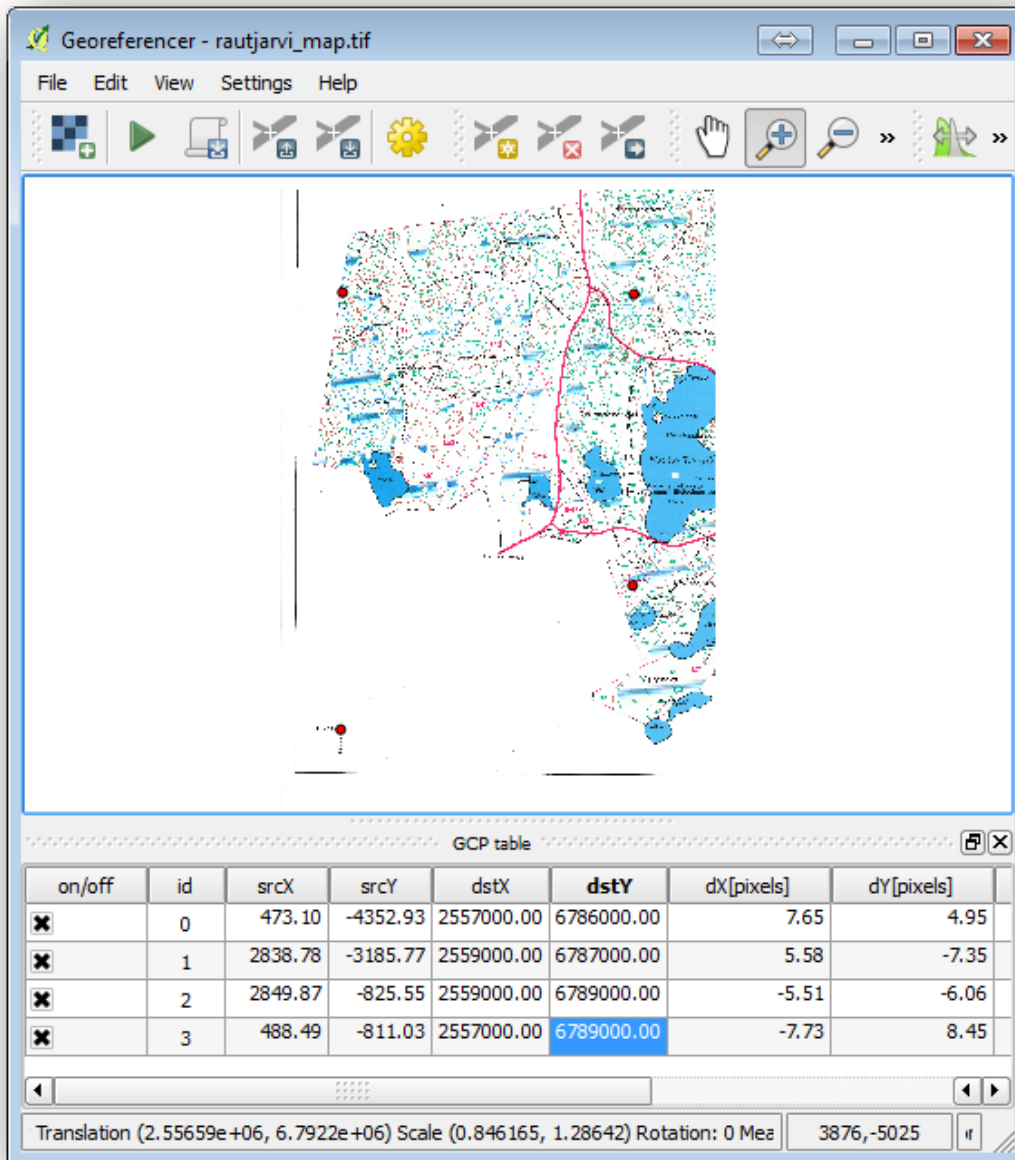 Georeferencer - rautjarvi_map.tif
File Edit View Settings Help
» »
GCP table
on/off id srcX srcY dstX dstY dX[pixels] dY[pixels]
0 473.10 -4352.93 2557000.00 6786000.00 7.65 4.95
1 2838.78 -3185.77 2559000.00 6787000.00 5.58 -7.35
2 2849.87 -825.55 2559000.00 6789000.00 -5.51 -6.06
3 488.49 -811.03 2557000.00 6789000.00 -7.73 8.45
Translation (2.55659e+06, 6.7922e+06) Scale (0.846165, 1.28642) Rotation: 0 Mea 3876,-5025